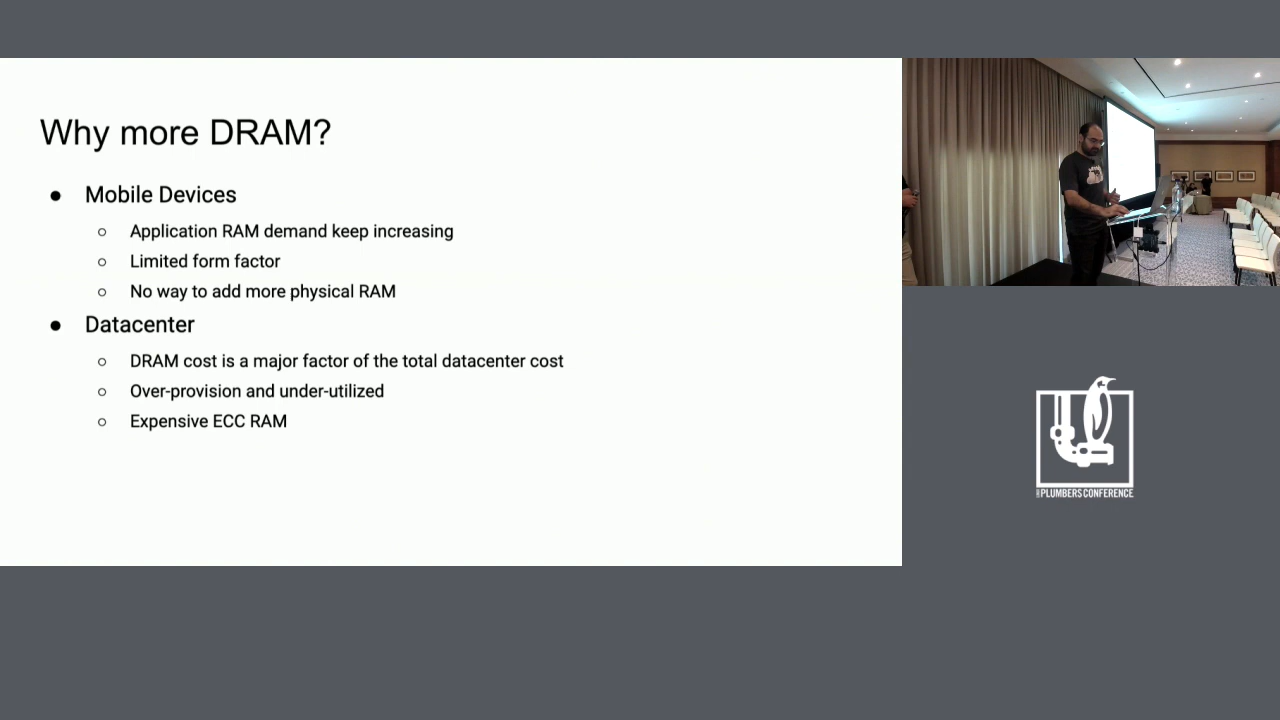 Why more DRAM?
● Mobile Devices
○ Application RAM demand keep increasing
○ Limited form factor
○ No way to add more physical RAM
● Datacenter
○ DRAM cost is a major factor of the total datacenter cost
○ Over-provision and under-utilized
○ Expensive ECC RAM
PLUMBERS CONFERENCE